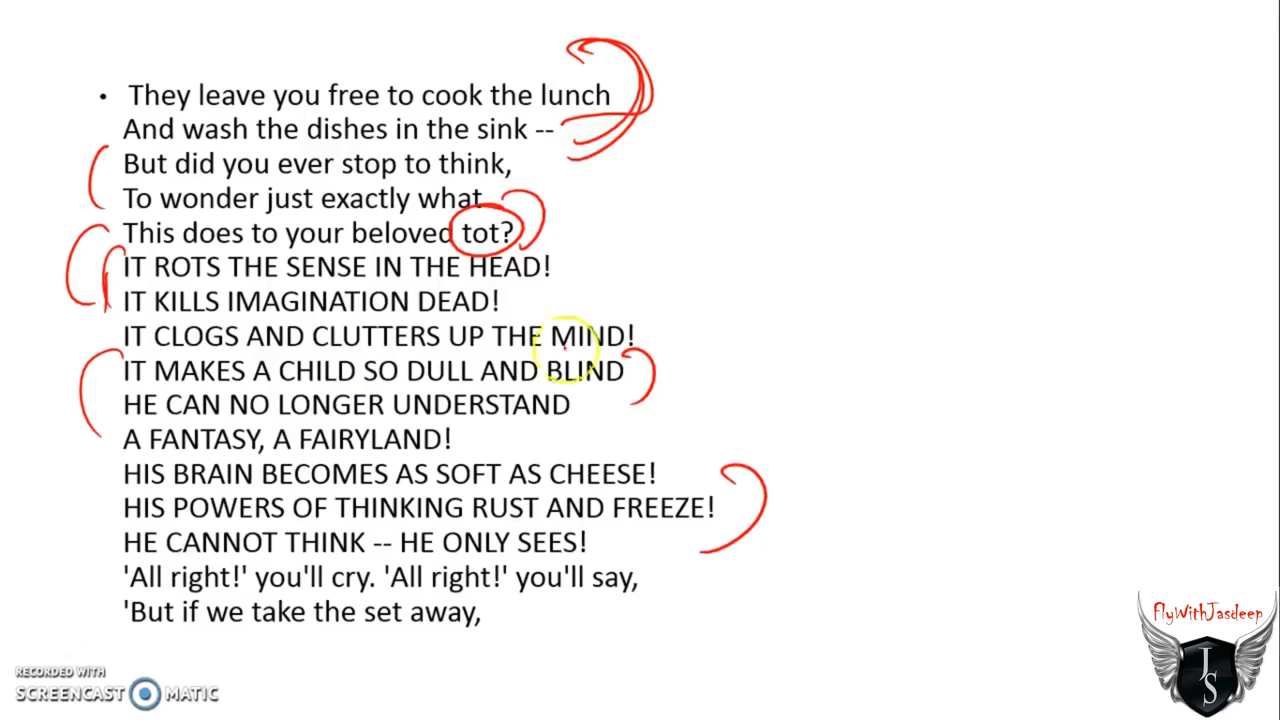 • They leave you free to cook the lunch
And wash the dishes in the sink --
But did you ever stop to think,
To wonder just exactly what
This does to your beloved tot?
IT ROTS THE SENSE IN THE HEAD!
IT KILLS IMAGINATION DEAD!
IT CLOGS AND CLUTTERS UP THE MIND!
IT MAKES A CHILD SO DULL AND BLIND
HE CAN NO LONGER UNDERSTAND
A FANTASY, A FAIRYLAND!
HIS BRAIN BECOMES AS SOFT AS CHEESE!
HIS POWERS OF THINKING RUST AND FREEZE!
HE CANNOT THINK -- HE ONLY SEES!
'All right!' you'll cry. 'All right!' you'll say,
'But if we take the set away,
FlyWithJasdeep
JS
RECORDED WITH
SCREENCAST MATIC